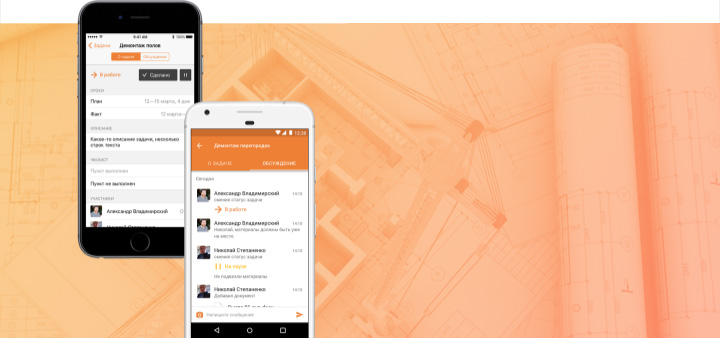 9:41 AM
100%
Задачи
Демонтаж полов
О задаче
Обсуждение
В работе
Сделано
СРОКИ
План
12—15 марта, 4 дня
Факт
12 марта—
ОПИСАНИЕ
Какое-то описание задачи, несколько
строк текста
ЧЕКЛИСТ
Пункт выполнен
Пункт не выполнен
УЧАСТНИКИ
Александр Владимирский
12:30
Демонтаж перегородок
О ЗАДАЧЕ
ОБСУЖДЕНИЕ
Сегодня
Александр Владимирский
14:10
сменил статус задачи
В работе
Александр Владимирский
14:10
Николай, материалы должны быть уже
на месте.
Николай Степаненко
14:10
сменил статус задачи
На паузе
Не подвезли материалы
Николай Степаненко
14:10
Добавил документ
Напишите сообщение